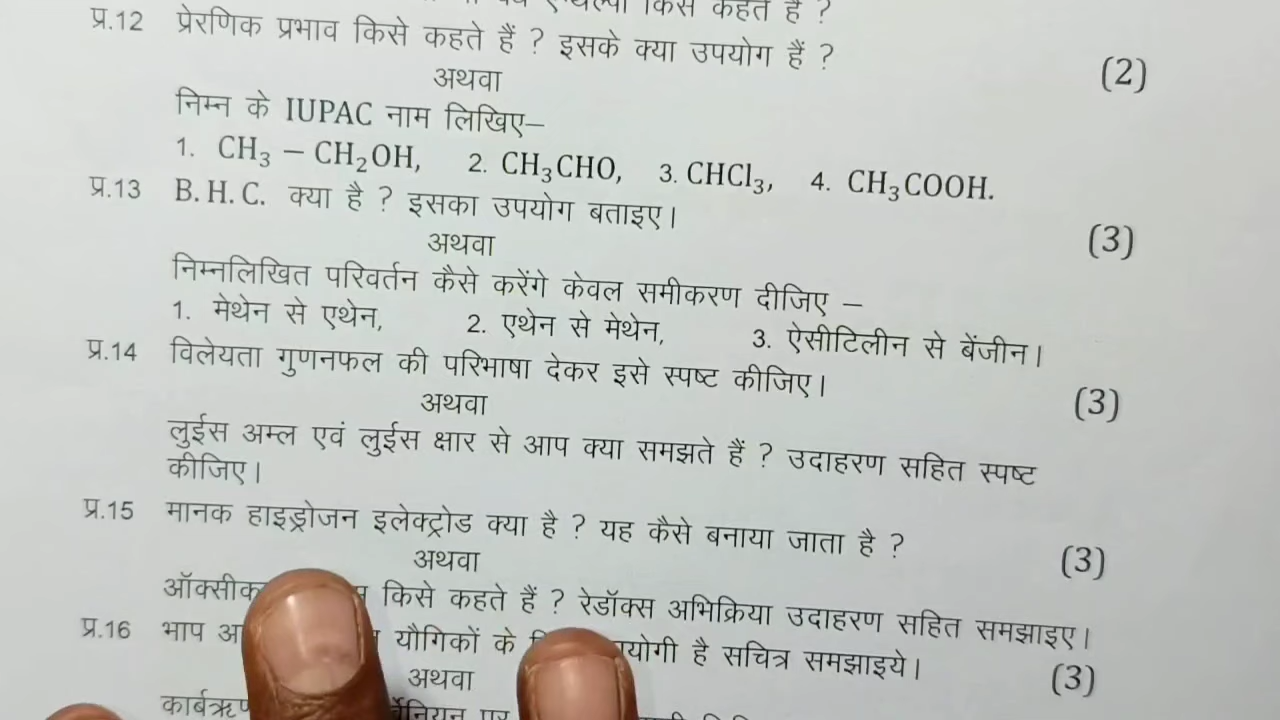 किसे कहते हैं ?
प्र.12 प्रेरणिक प्रभाव किसे कहते हैं ? इसके क्या उपयोग हैं ? (2)
अथवा
निम्न के IUPAC नाम लिखिए–
1. CH₃ – CH₂OH, 2. CH₃CHO, 3. CHCl₃, 4. CH₃COOH.
प्र.13 B. H. C. क्या है ? इसका उपयोग बताइए। (3)
अथवा
निम्नलिखित परिवर्तन कैसे करेंगे केवल समीकरण दीजिए –
1. मेथेन से एथेन, 2. एथेन से मेथेन, 3. ऐसीटिलीन से बेंजीन।
प्र.14 विलेयता गुणनफल की परिभाषा देकर इसे स्पष्ट कीजिए। (3)
अथवा
लुईस अम्ल एवं लुईस क्षार से आप क्या समझते हैं ? उदाहरण सहित स्पष्ट
कीजिए।
प्र.15 मानक हाइड्रोजन इलेक्ट्रोड क्या है ? यह कैसे बनाया जाता है ? (3)
अथवा
किसे कहते हैं ? रेडॉक्स अभिक्रिया उदाहरण सहित समझाइए।
प्र.16 भाप यौगिकों के है सचित्र समझाइये। (3)
अथवा
पर